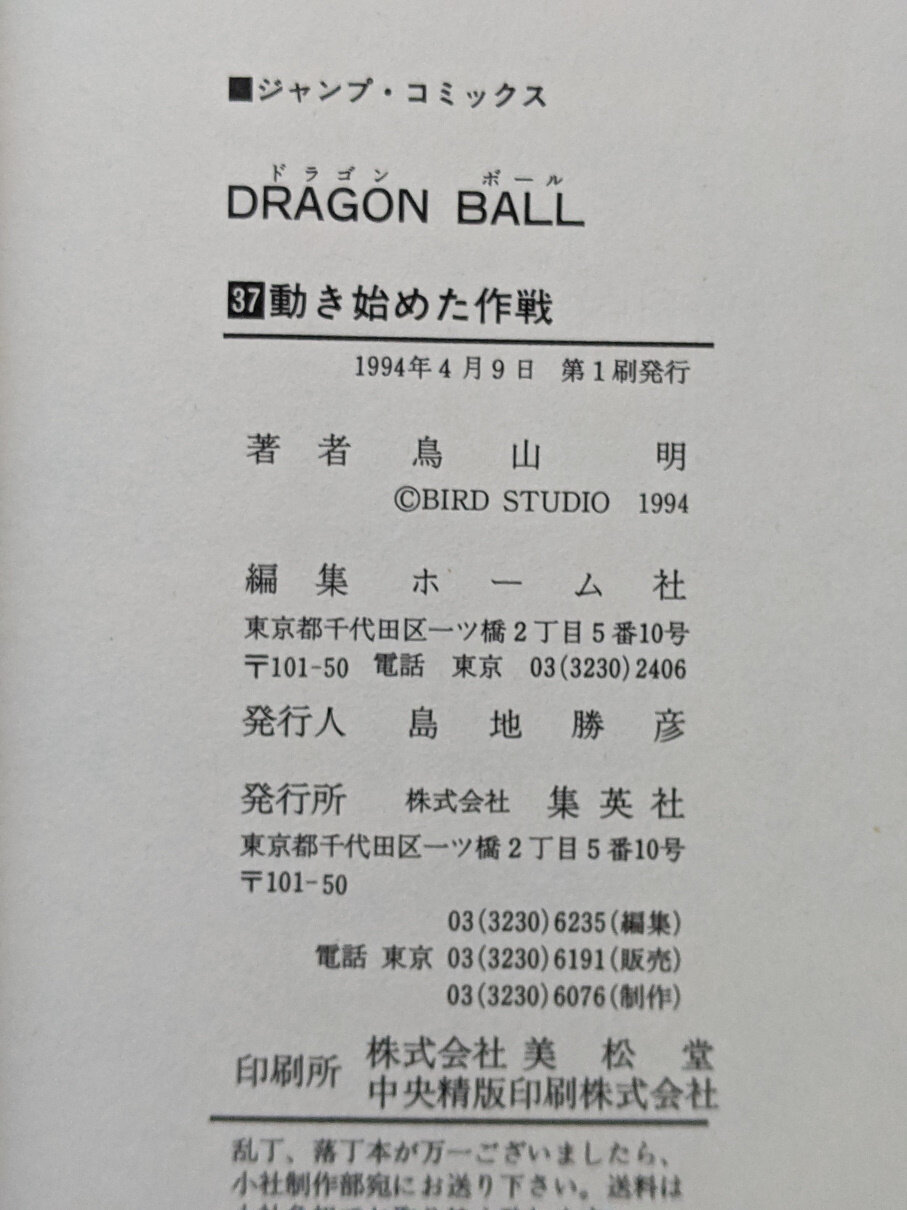 ■ジャンプ・コミックス
ドラゴン ボール
DRAGON BALL
37動き始めた作戦
1994年4月9日 第1刷発行
著者 鳥山 明
©BIRD STUDIO 1994
編集 ホーム社
東京都千代田区一ツ橋2丁目5番10号
〒101-50 電話 東京 03(3230)2406
発行人 島地勝彦
発行所 株式会社 集英社
東京都千代田区一ツ橋2丁目5番10号
〒101-50
03(3230)6235(編集)
電話 東京 03(3230)6191(販売)
03(3230)6076(制作)
印刷所 株式会社 美松堂
中央精版印刷株式会社
乱丁、落丁本が万一ございましたら、
小社制作部宛にお送り下さい。送料は